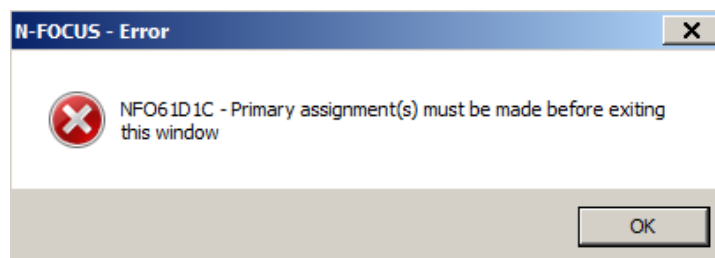 N-FOCUS - Error
NFO61D1C - Primary assignment(s) must be made before exiting
this window
OK